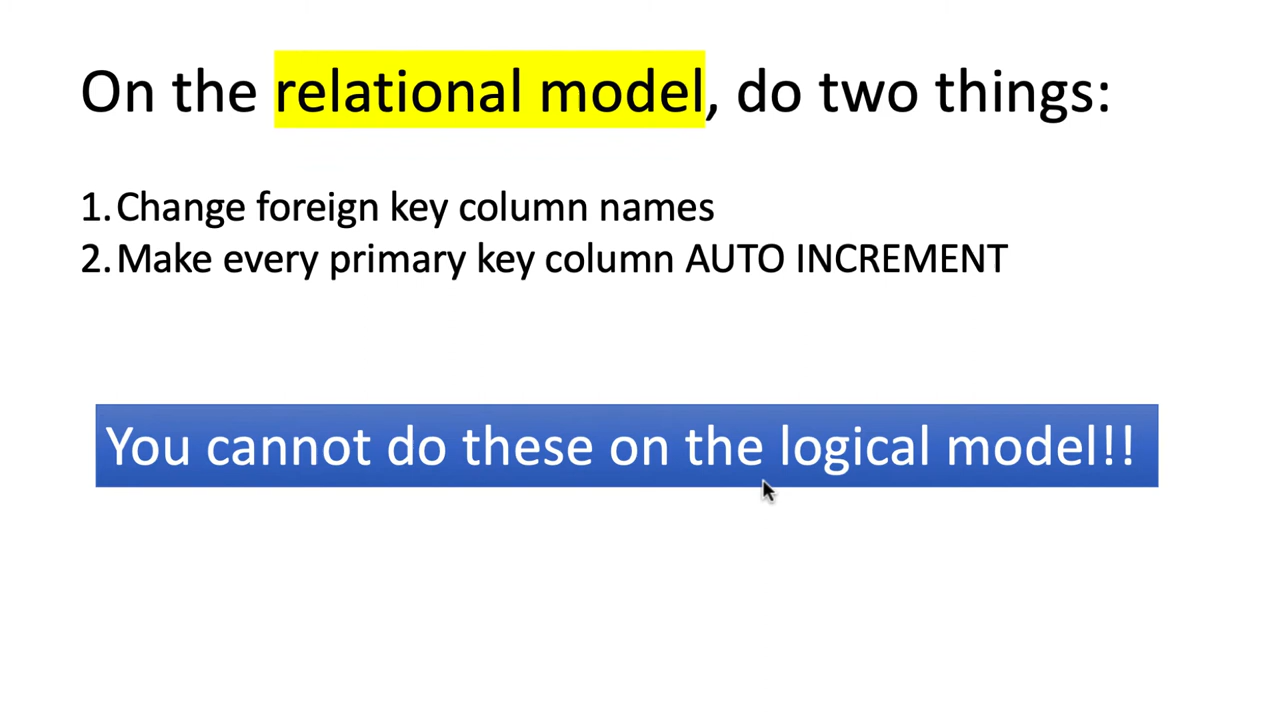 On the relational model, do two things:
1. Change foreign key column names
2. Make every primary key column AUTO INCREMENT
You cannot do these on the logical model!!